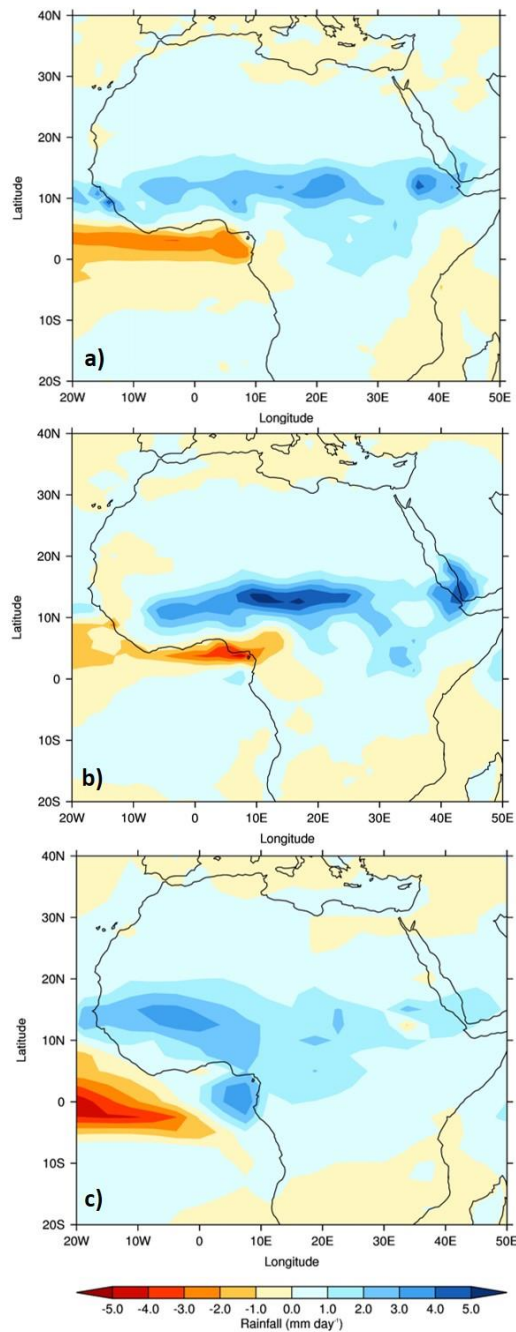 40N
30N
20N
10N
0
10S
20S
Latitude
a)
20W 10W 0 10E 20E 30E 40E 50E
Longitude
40N
30N
20N
10N
0
10S
20S
Latitude
b)
20W 10W 0 10E 20E 30E 40E 50E
Longitude
40N
30N
20N
10N
0
10S
20S
Latitude
c)
20W 10W 0 10E 20E 30E 40E 50E
Longitude
-5.0 -4.0 -3.0 -2.0 -1.0 0.0 1.0 2.0 3.0 4.0 5.0
Rainfall (mm day⁻¹)